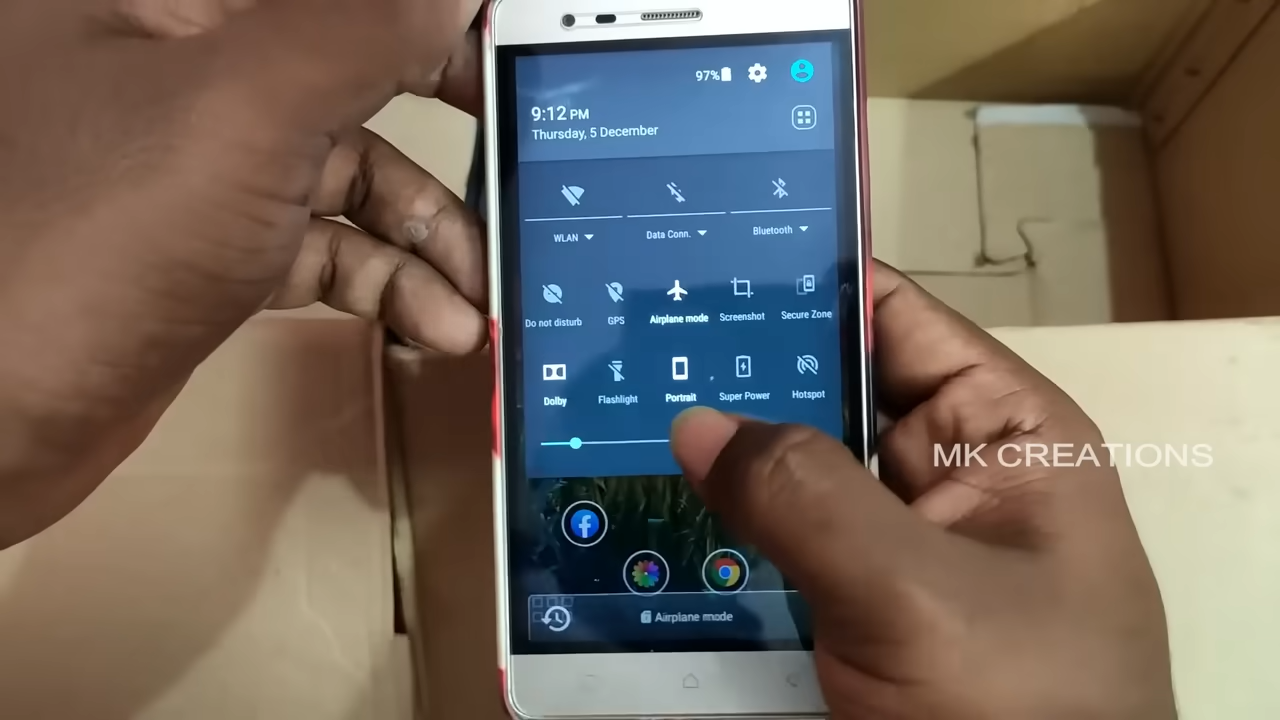 97%
9:12 PM
Thursday, 5 December
WLAN
Data Conn.
Bluetooth
Do not disturb
GPS
Airplane mode
Screenshot
Secure Zone
Dolby
Flashlight
Portrait
Super Power
Hotspot
MK CREATIONS
Airplane mode